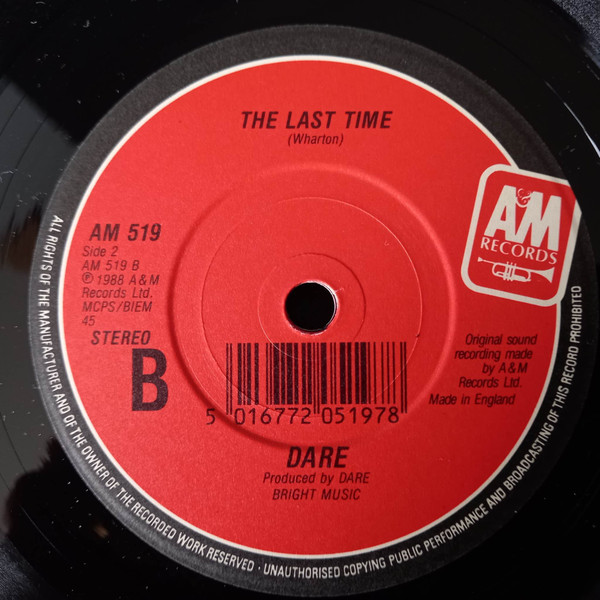 THE LAST TIME
(Wharton)
A&M
RECORDS
AM 519
Side 2
AM 519 B
℗ 1988 A & M
Records Ltd.
MCPS/BIEM
45
STEREO
B
Original sound
recording made
by A & M
Records Ltd.
Made in England
5 016772 051978
DARE
Produced by DARE
BRIGHT MUSIC
ALL RIGHTS OF THE MANUFACTURER AND OF THE OWNER OF THE RECORDED WORK RESERVED · UNAUTHORISED COPYING PUBLIC PERFORMANCE AND BROADCASTING OF THIS RECORD PROHIBITED